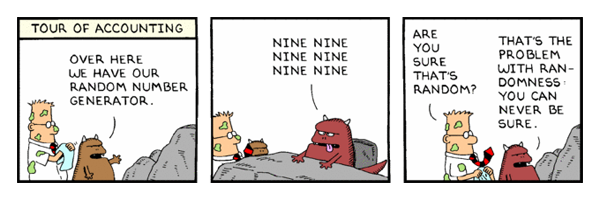 TOUR OF ACCOUNTING
OVER HERE
WE HAVE OUR
RANDOM NUMBER
GENERATOR.
NINE NINE
NINE NINE
NINE NINE
ARE
YOU
SURE
THAT'S
RANDOM?
THAT'S THE
PROBLEM
WITH RAN-
DOMNESS:
YOU CAN
NEVER BE
SURE.